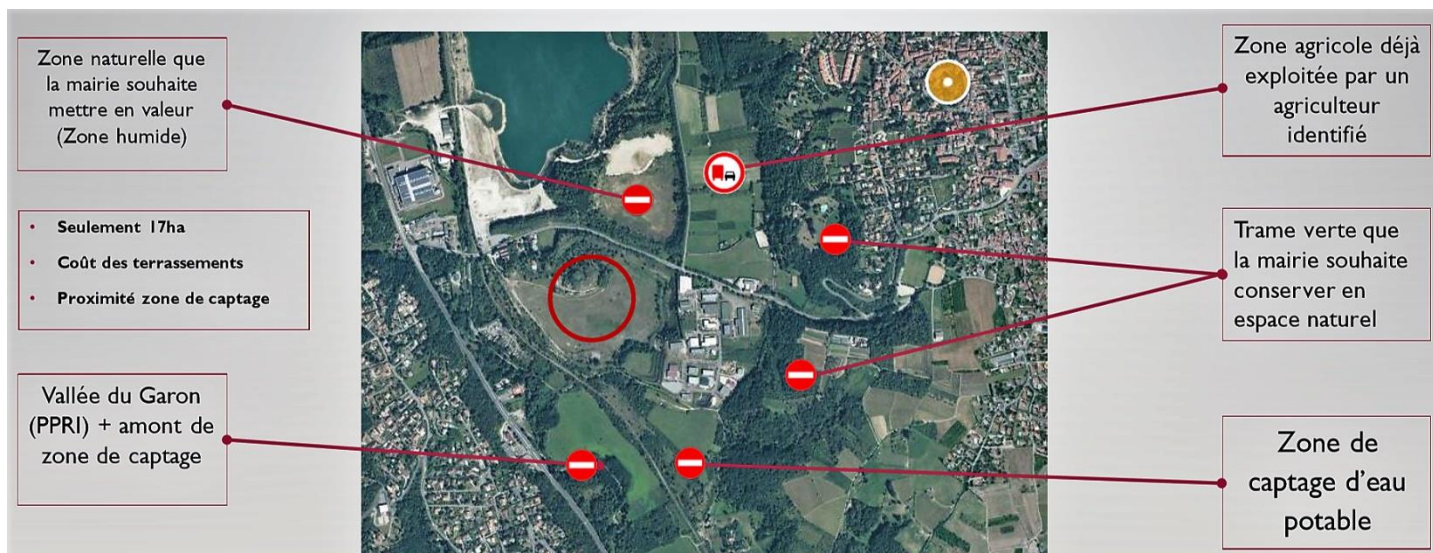 Zone naturelle que
la mairie souhaite
mettre en valeur
(Zone humide)
• Seulement 17ha
• Coût des terrassements
• Proximité zone de captage
Vallée du Garon
(PPRI) + amont de
zone de captage
Zone agricole déjà
exploitée par un
agriculteur
identifié
Trame verte que
la mairie souhaite
conserver en
espace naturel
Zone de
captage d’eau
potable